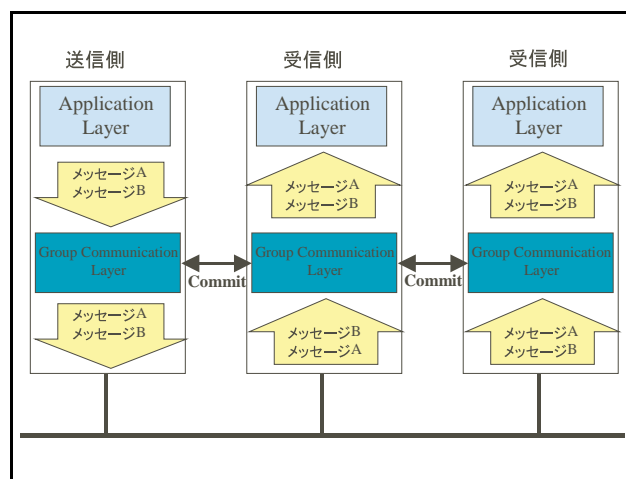 送信側
受信側
受信側
Application
Layer
Application
Layer
Application
Layer
メッセージA
メッセージB
メッセージA
メッセージB
メッセージA
メッセージB
Group Communication
Layer
Commit
Group Communication
Layer
Commit
Group Communication
Layer
メッセージA
メッセージB
メッセージB
メッセージA
メッセージA
メッセージB